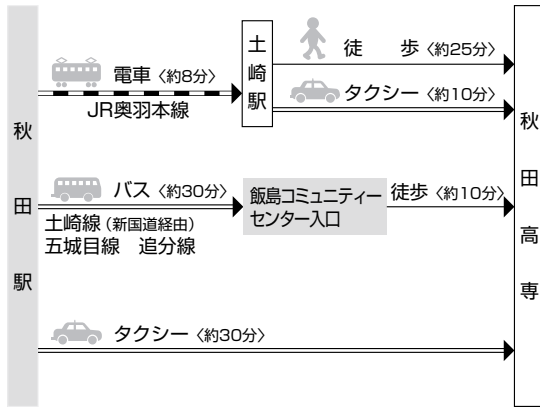 秋田駅
電車〈約8分〉
JR奥羽本線
土崎駅
徒 歩〈約25分〉
タクシー〈約10分〉
バス〈約30分〉
土崎線(新国道経由)
五城目線 追分線
飯島コミュニティー
センター入口
徒歩〈約10分〉
タクシー〈約30分〉
秋田高専